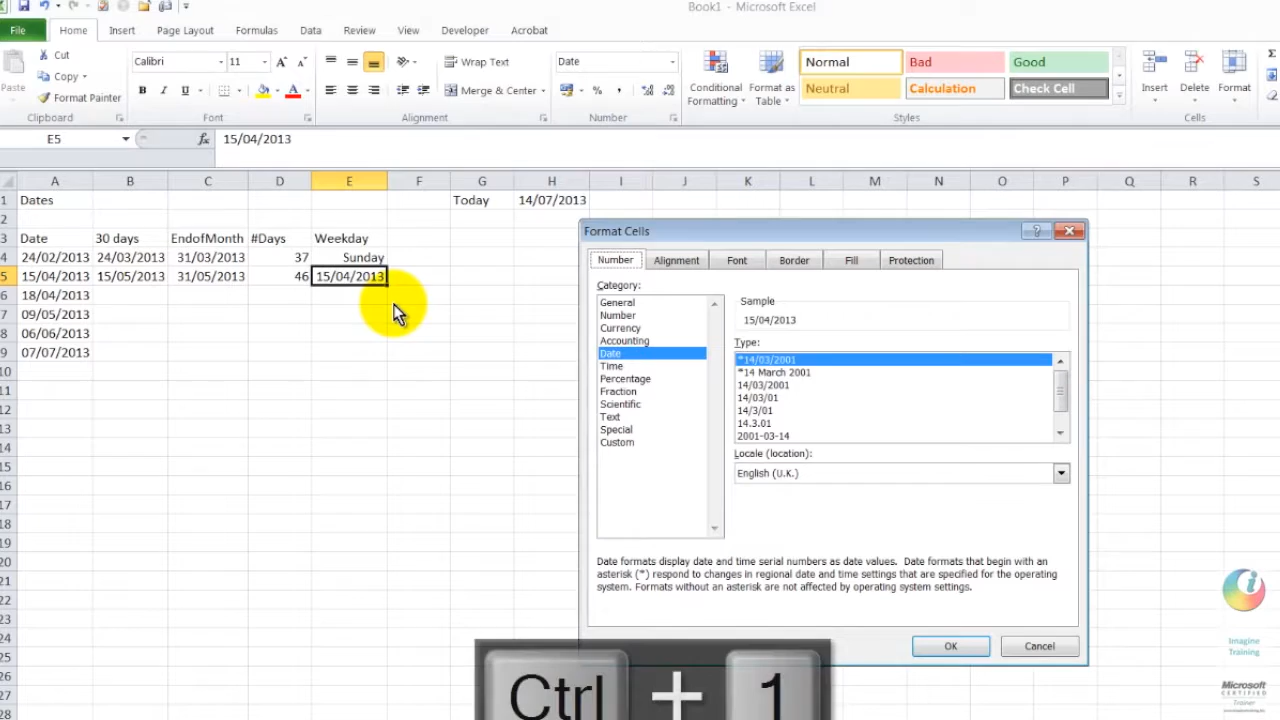 Book1 - Microsoft Excel
File Home Insert Page Layout Formulas Data Review View Developer Acrobat
Paste
Cut
Copy
Format Painter
Clipboard
Calibri 11
B I U
Font
Wrap Text
Merge & Center
Alignment
Date
%
Number
Conditional Formatting
Format as Table
Normal Bad Good
Neutral Calculation Check Cell
Styles
Insert Delete Format
Cells
E5 fx 15/04/2013
A B C D E F G H I J K L M N O P Q R S
1 Dates Today 14/07/2013
2
3 Date 30 days EndofMonth #Days Weekday
4 24/02/2013 24/03/2013 31/03/2013 37 Sunday
5 15/04/2013 15/05/2013 31/05/2013 46 15/04/2013
6 18/04/2013
7 09/05/2013
8 06/06/2013
9 07/07/2013
10
11
12
13
14
15
16
17
18
19
20
21
22
23
24
25
26
27
28
Format Cells
Number Alignment Font Border Fill Protection
Category:
General
Number
Currency
Accounting
Date
Time
Percentage
Fraction
Scientific
Text
Special
Custom
Sample
15/04/2013
Type:
*14/03/2001
*14 March 2001
14/03/2001
14/03/01
14/3/01
14.3.01
2001-03-14
Locale (location):
English (U.K.)
Date formats display date and time serial numbers as date values. Date formats that begin with an
asterisk (*) respond to changes in regional date and time settings that are specified for the operating
system. Formats without an asterisk are not affected by operating system settings.
OK Cancel
Ctrl + 1
Imagine
Training
Microsoft
CERTIFIED